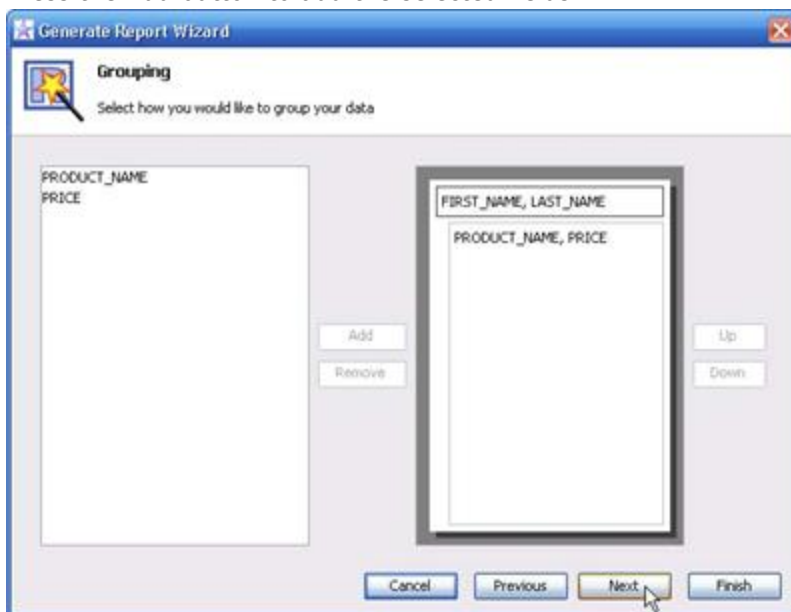 Generate Report Wizard
Grouping
Select how you would like to group your data
PRODUCT_NAME
PRICE
FIRST_NAME, LAST_NAME
PRODUCT_NAME, PRICE
Add
Remove
Up
Down
Cancel
Previous
Next
Finish